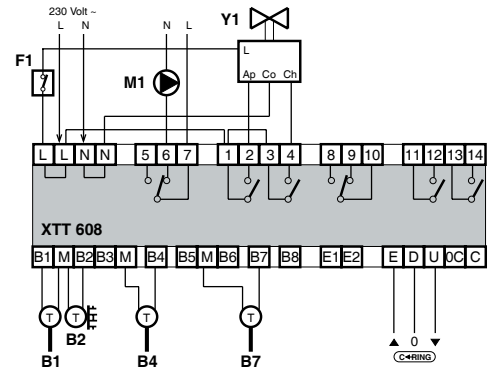 230 Volt ~
L N N L
Y1
L
F1
M1
Ap Co Ch
L L N N 5 6 7 1 2 3 4 8 9 10 11 12 13 14
XTT 608
B1 M B2 B3 M B4 B5 M B6 B7 B8 E1 E2 E D U 0C C
T T T T
B2
0
B1 B4 B7
C◄RING